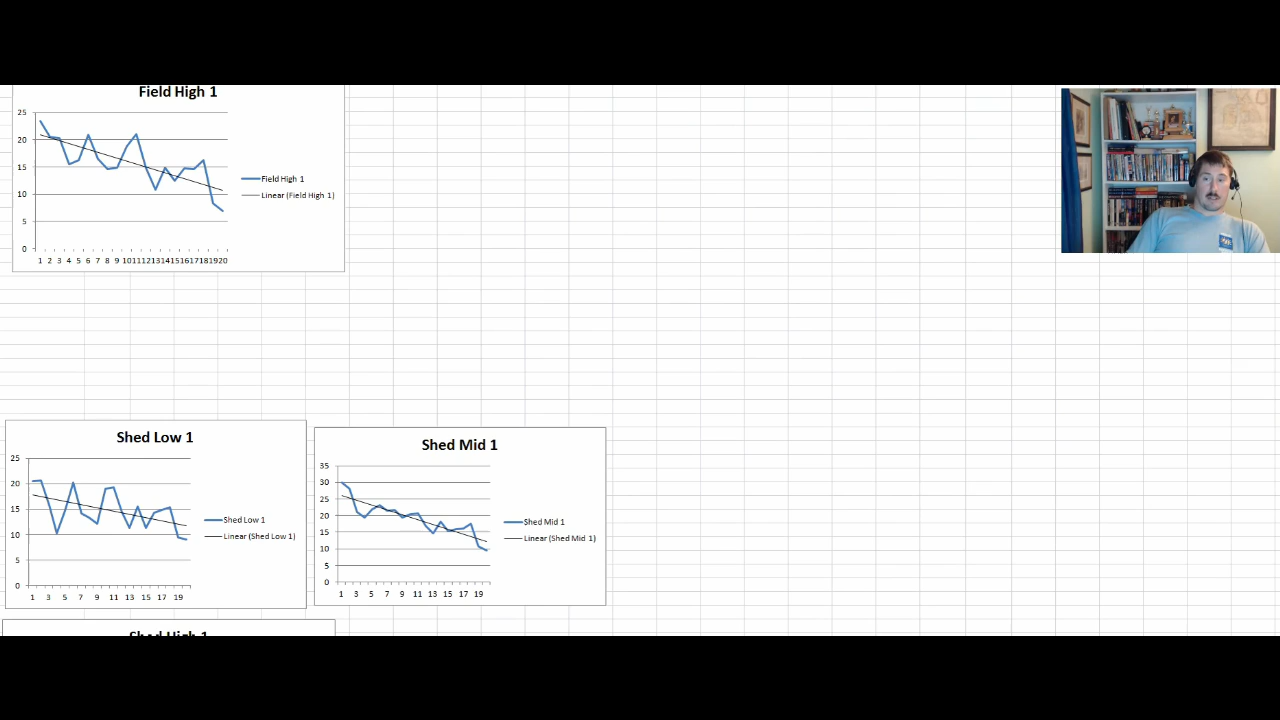 Field High 1
25
20
15
10
5
0
1 2 3 4 5 6 7 8 9 10 11 12 13 14 15 16 17 18 19 20
Field High 1
Linear (Field High 1)
Shed Low 1
25
20
15
10
5
0
1 3 5 7 9 11 13 15 17 19
Shed Low 1
Linear (Shed Low 1)
Shed Mid 1
35
30
25
20
15
10
5
0
1 3 5 7 9 11 13 15 17 19
Shed Mid 1
Linear (Shed Mid 1)
Shed High 1